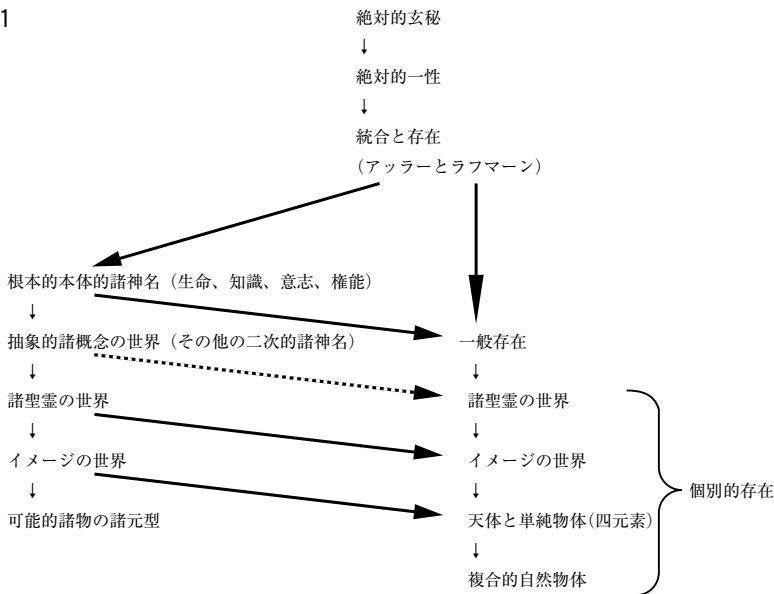 1
絶対的玄秘
↓
絶対的一性
↓
統合と存在
(アッラーとラフマーン)
根本的本体的諸神名(生命、知識、意志、権能)
↓
抽象的諸概念の世界(その他の二次的諸神名)
↓
諸聖霊の世界
↓
イメージの世界
↓
可能的諸物の諸元型
一般存在
↓
諸聖霊の世界
↓
イメージの世界
↓
天体と単純物体(四元素)
↓
複合的自然物体
個別的存在